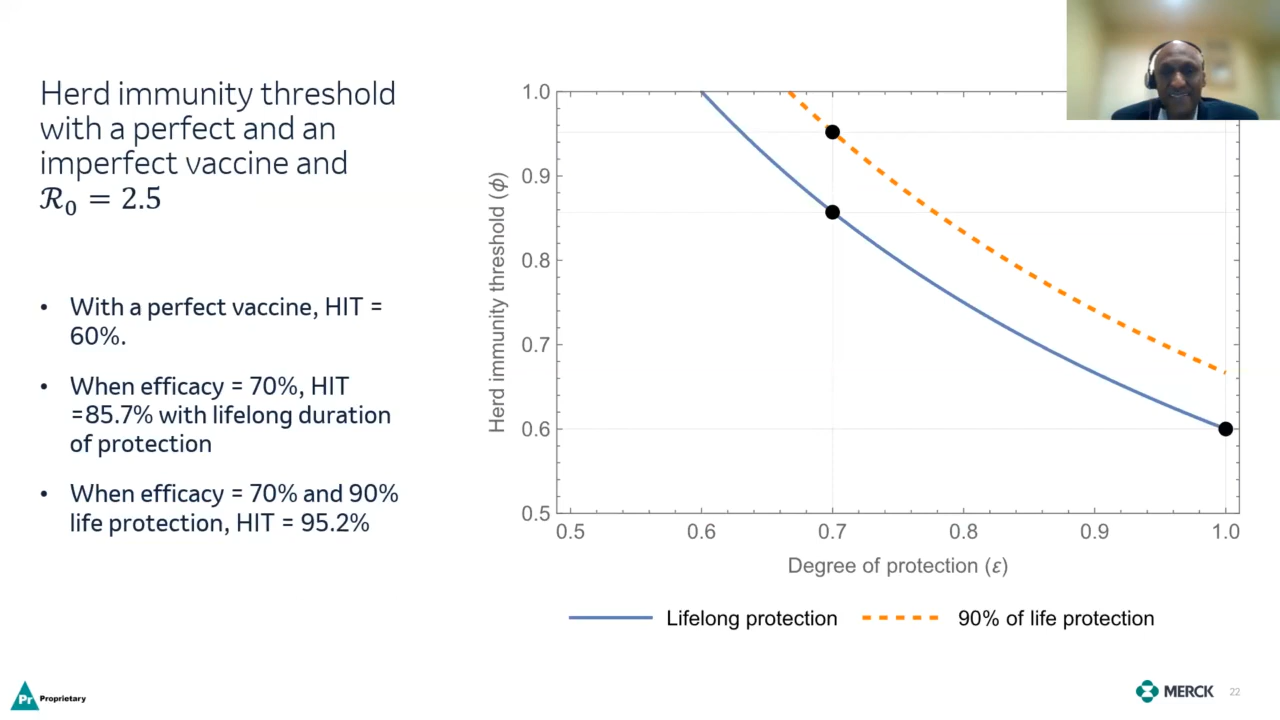 Herd immunity threshold
with a perfect and an
imperfect vaccine and
ℛ₀ = 2.5
• With a perfect vaccine, HIT =
60%.
• When efficacy = 70%, HIT
=85.7% with lifelong duration
of protection
• When efficacy = 70% and 90%
life protection, HIT = 95.2%
Herd immunity threshold (ϕ)
1.0
0.9
0.8
0.7
0.6
0.5
0.5 0.6 0.7 0.8 0.9 1.0
Degree of protection (ε)
Lifelong protection 90% of life protection
Pr Proprietary
MERCK 22